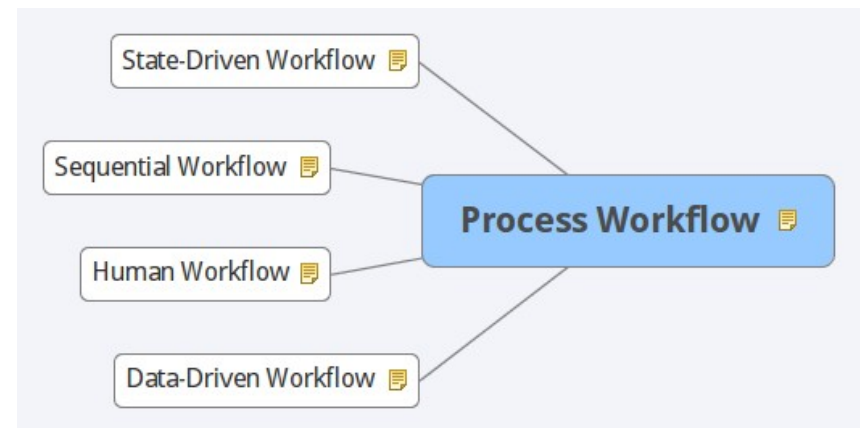 State-Driven Workflow
Sequential Workflow
Process Workflow
Human Workflow
Data-Driven Workflow